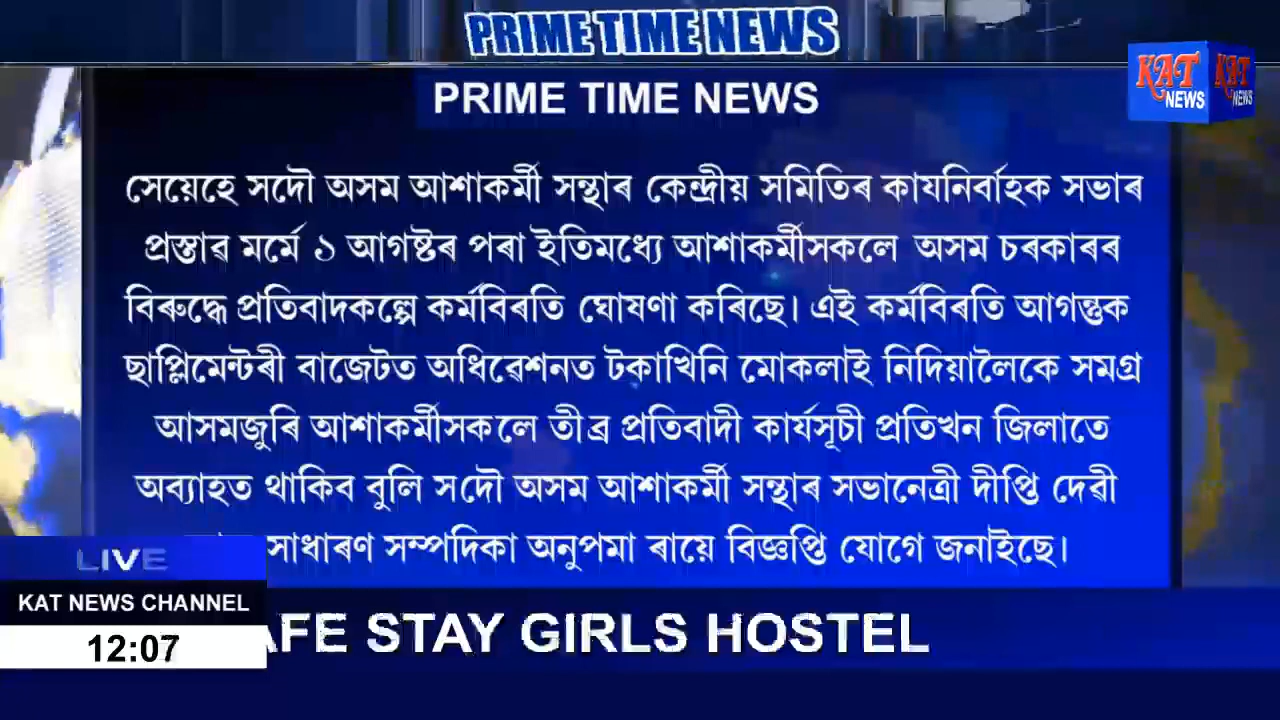 PRIME TIME NEWS
KAT NEWS
KAT NEWS
PRIME TIME NEWS
সেয়েহে সদৌ অসম আশাকৰ্মী সন্থাৰ কেন্দ্ৰীয় সমিতিৰ কাযনিৰ্বাহক সভাৰ
প্ৰস্তাৱ মৰ্মে ১ আগষ্টৰ পৰা ইতিমধ্যে আশাকৰ্মীসকলে অসম চৰকাৰৰ
বিৰুদ্ধে প্ৰতিবাদকল্পে কৰ্মবিৰতি ঘোষণা কৰিছে। এই কৰ্মবিৰতি আগন্তুক
ছাপ্লিমেন্টৰী বাজেটত অধিৱেশনত টকাখিনি মোকলাই নিদিয়ালৈকে সমগ্ৰ
আসমজুৰি আশাকৰ্মীসকলে তীব্ৰ প্ৰতিবাদী কাৰ্যসূচী প্ৰতিখন জিলাতে
অব্যাহত থাকিব বুলি সদৌ অসম আশাকৰ্মী সন্থাৰ সভানেত্ৰী দীপ্তি দেৱী
সাধাৰণ সম্পদিকা অনুপমা ৰায়ে বিজ্ঞপ্তি যোগে জনাইছে।
LIVE
KAT NEWS CHANNEL
12:07
AFE STAY GIRLS HOSTEL